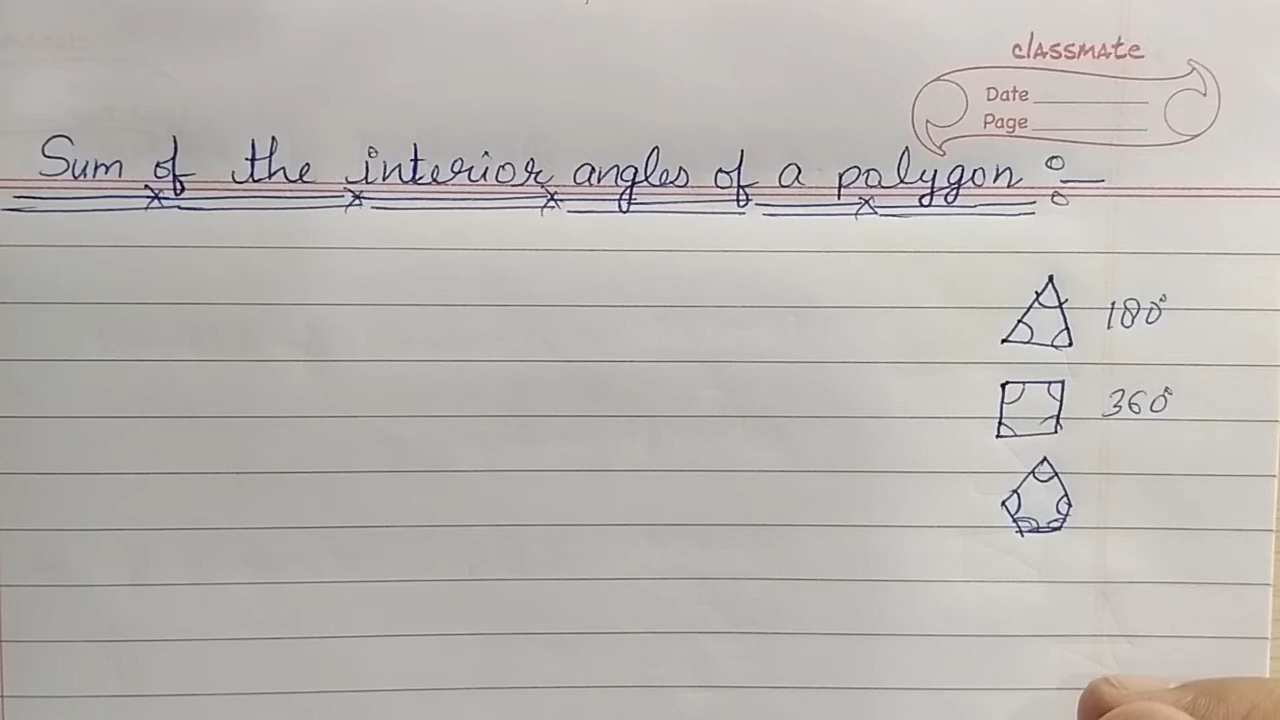 classmate
Date
Page
Sum of the interior angles of a polygon :-
180°
360°